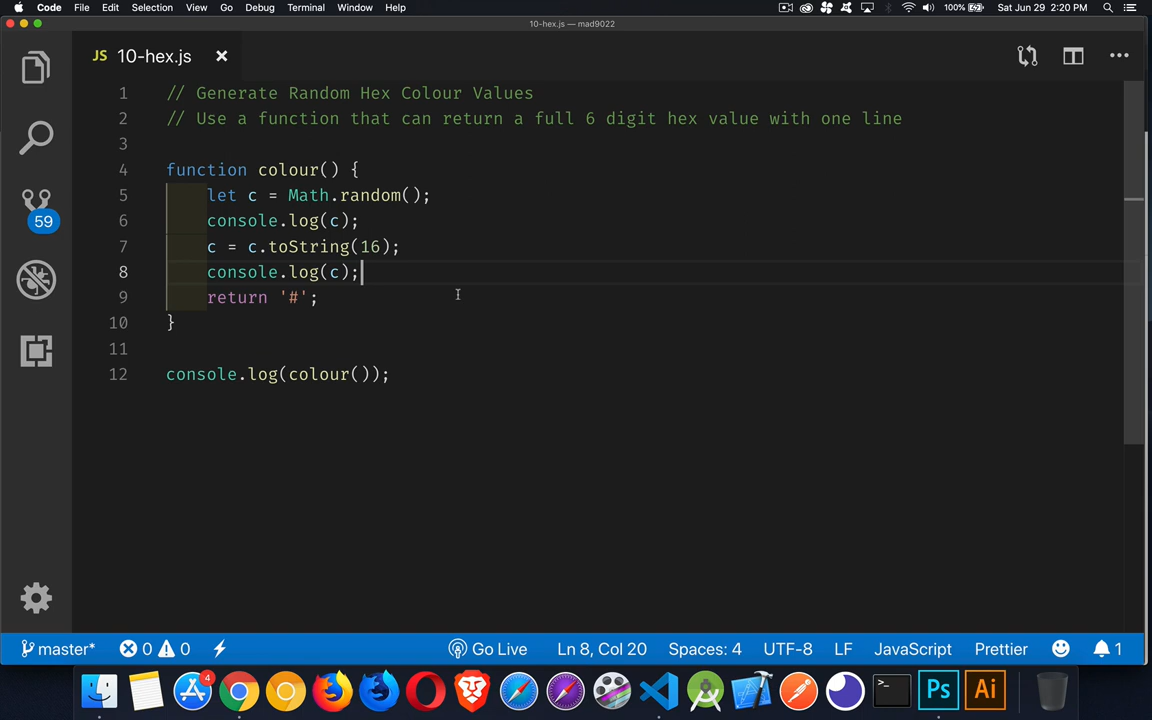 Code File Edit Selection View Go Debug Terminal Window Help 100% Sat Jun 29 2:20 PM
10-hex.js — mad9022
JS 10-hex.js ×
1 // Generate Random Hex Colour Values
2 // Use a function that can return a full 6 digit hex value with one line
3
4 function colour() {
5 let c = Math.random();
6 console.log(c);
7 c = c.toString(16);
8 console.log(c);
9 return '#';
10 }
11
12 console.log(colour());
59
master* 0 0 Go Live Ln 8, Col 20 Spaces: 4 UTF-8 LF JavaScript Prettier 1
4
>_ Ps Ai